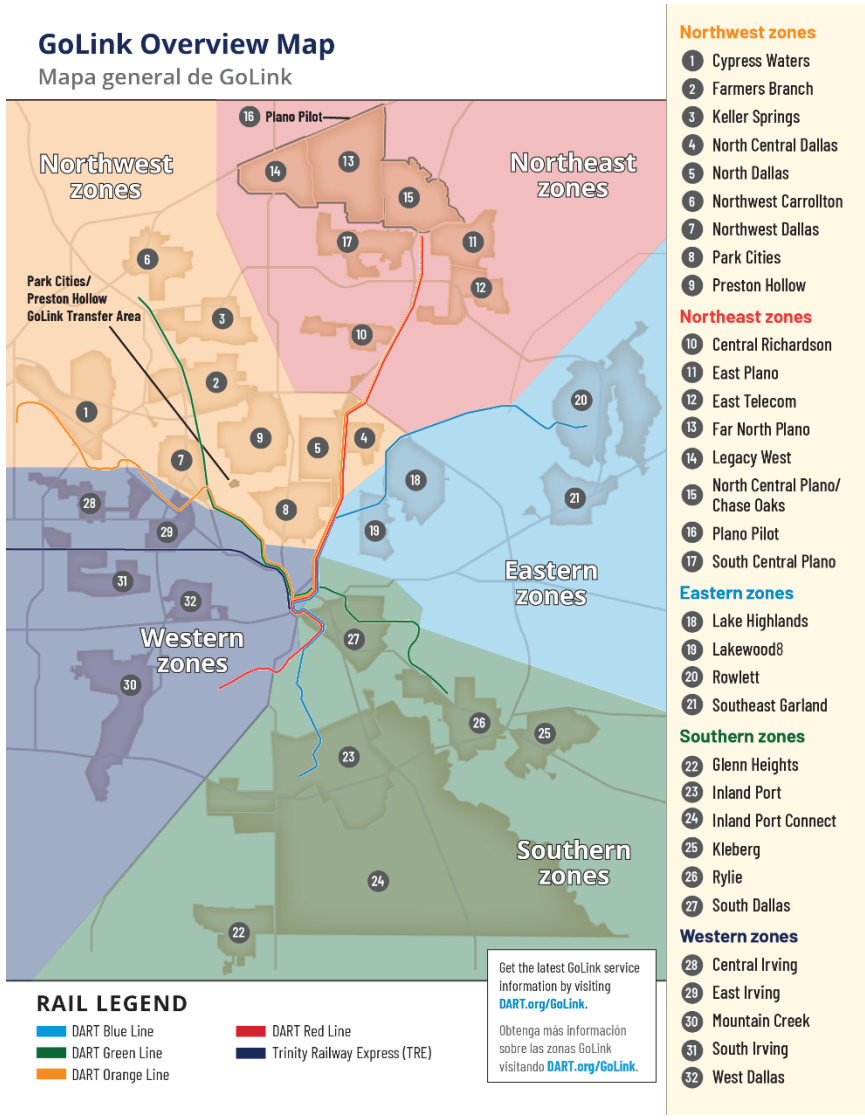 GoLink Overview Map
Mapa general de GoLink
16 Plano Pilot
Northwest
zones
Northeast
zones
14
13
15
17
11
12
6
Park Cities/
Preston Hollow
GoLink Transfer Area
3
10
2
1
9
5
4
20
7
18
21
8
28
29
19
31
32
Eastern
zones
Western
zones
27
30
26
25
23
Southern
zones
24
22
Get the latest GoLink service
information by visiting
DART.org/GoLink.
Obtenga más información
sobre las zonas GoLink
visitando DART.org/GoLink.
RAIL LEGEND
DART Blue Line
DART Green Line
DART Orange Line
DART Red Line
Trinity Railway Express (TRE)
Northwest zones
1 Cypress Waters
2 Farmers Branch
3 Keller Springs
4 North Central Dallas
5 North Dallas
6 Northwest Carrollton
7 Northwest Dallas
8 Park Cities
9 Preston Hollow
Northeast zones
10 Central Richardson
11 East Plano
12 East Telecom
13 Far North Plano
14 Legacy West
15 North Central Plano/
Chase Oaks
16 Plano Pilot
17 South Central Plano
Eastern zones
18 Lake Highlands
19 Lakewood8
20 Rowlett
21 Southeast Garland
Southern zones
22 Glenn Heights
23 Inland Port
24 Inland Port Connect
25 Kleberg
26 Rylie
27 South Dallas
Western zones
28 Central Irving
29 East Irving
30 Mountain Creek
31 South Irving
32 West Dallas